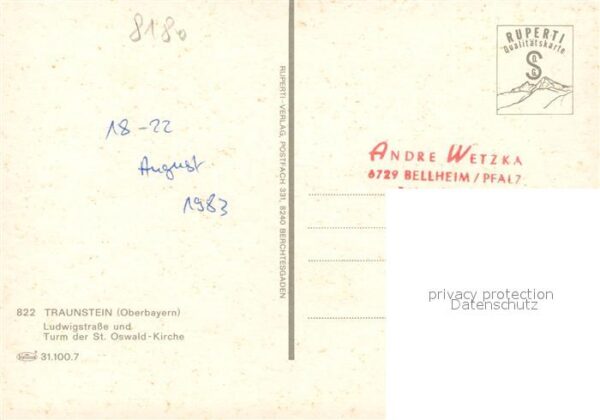 8180
18-22
August
1983
822 TRAUNSTEIN (Oberbayern)
Ludwigstraße und
Turm der St. Oswald-Kirche
31.100.7
RUPERTI-VERLAG, POSTFACH 331, 8240 BERCHTESGADEN
RUPERTI
Qualitätskarte
ANDRE WETZKA
6729 BELLHEIM/PFALZ
privacy protection
Datenschutz